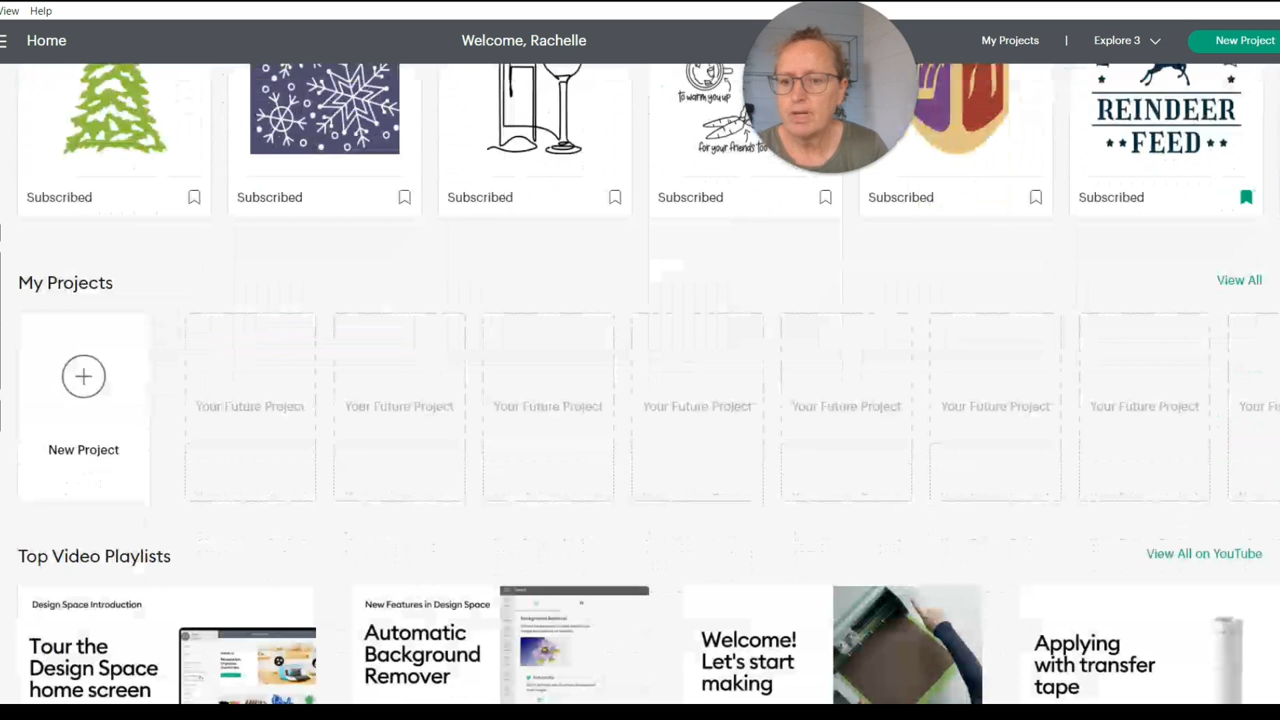 View Help
Home
Welcome, Rachelle
My Projects | Explore 3
New Project
to warm you up
for your friends too
REINDEER
FEED
Subscribed
Subscribed
Subscribed
Subscribed
Subscribed
Subscribed
My Projects
View All
New Project
Your Future Project
Your Future Project
Your Future Project
Your Future Project
Your Future Project
Your Future Project
Your Future Project
Your F
Top Video Playlists
View All on YouTube
Design Space Introduction
Tour the
Design Space
home screen
New Features in Design Space
Automatic
Background
Remover
Welcome!
Let's start
making
Applying
with transfer
tape